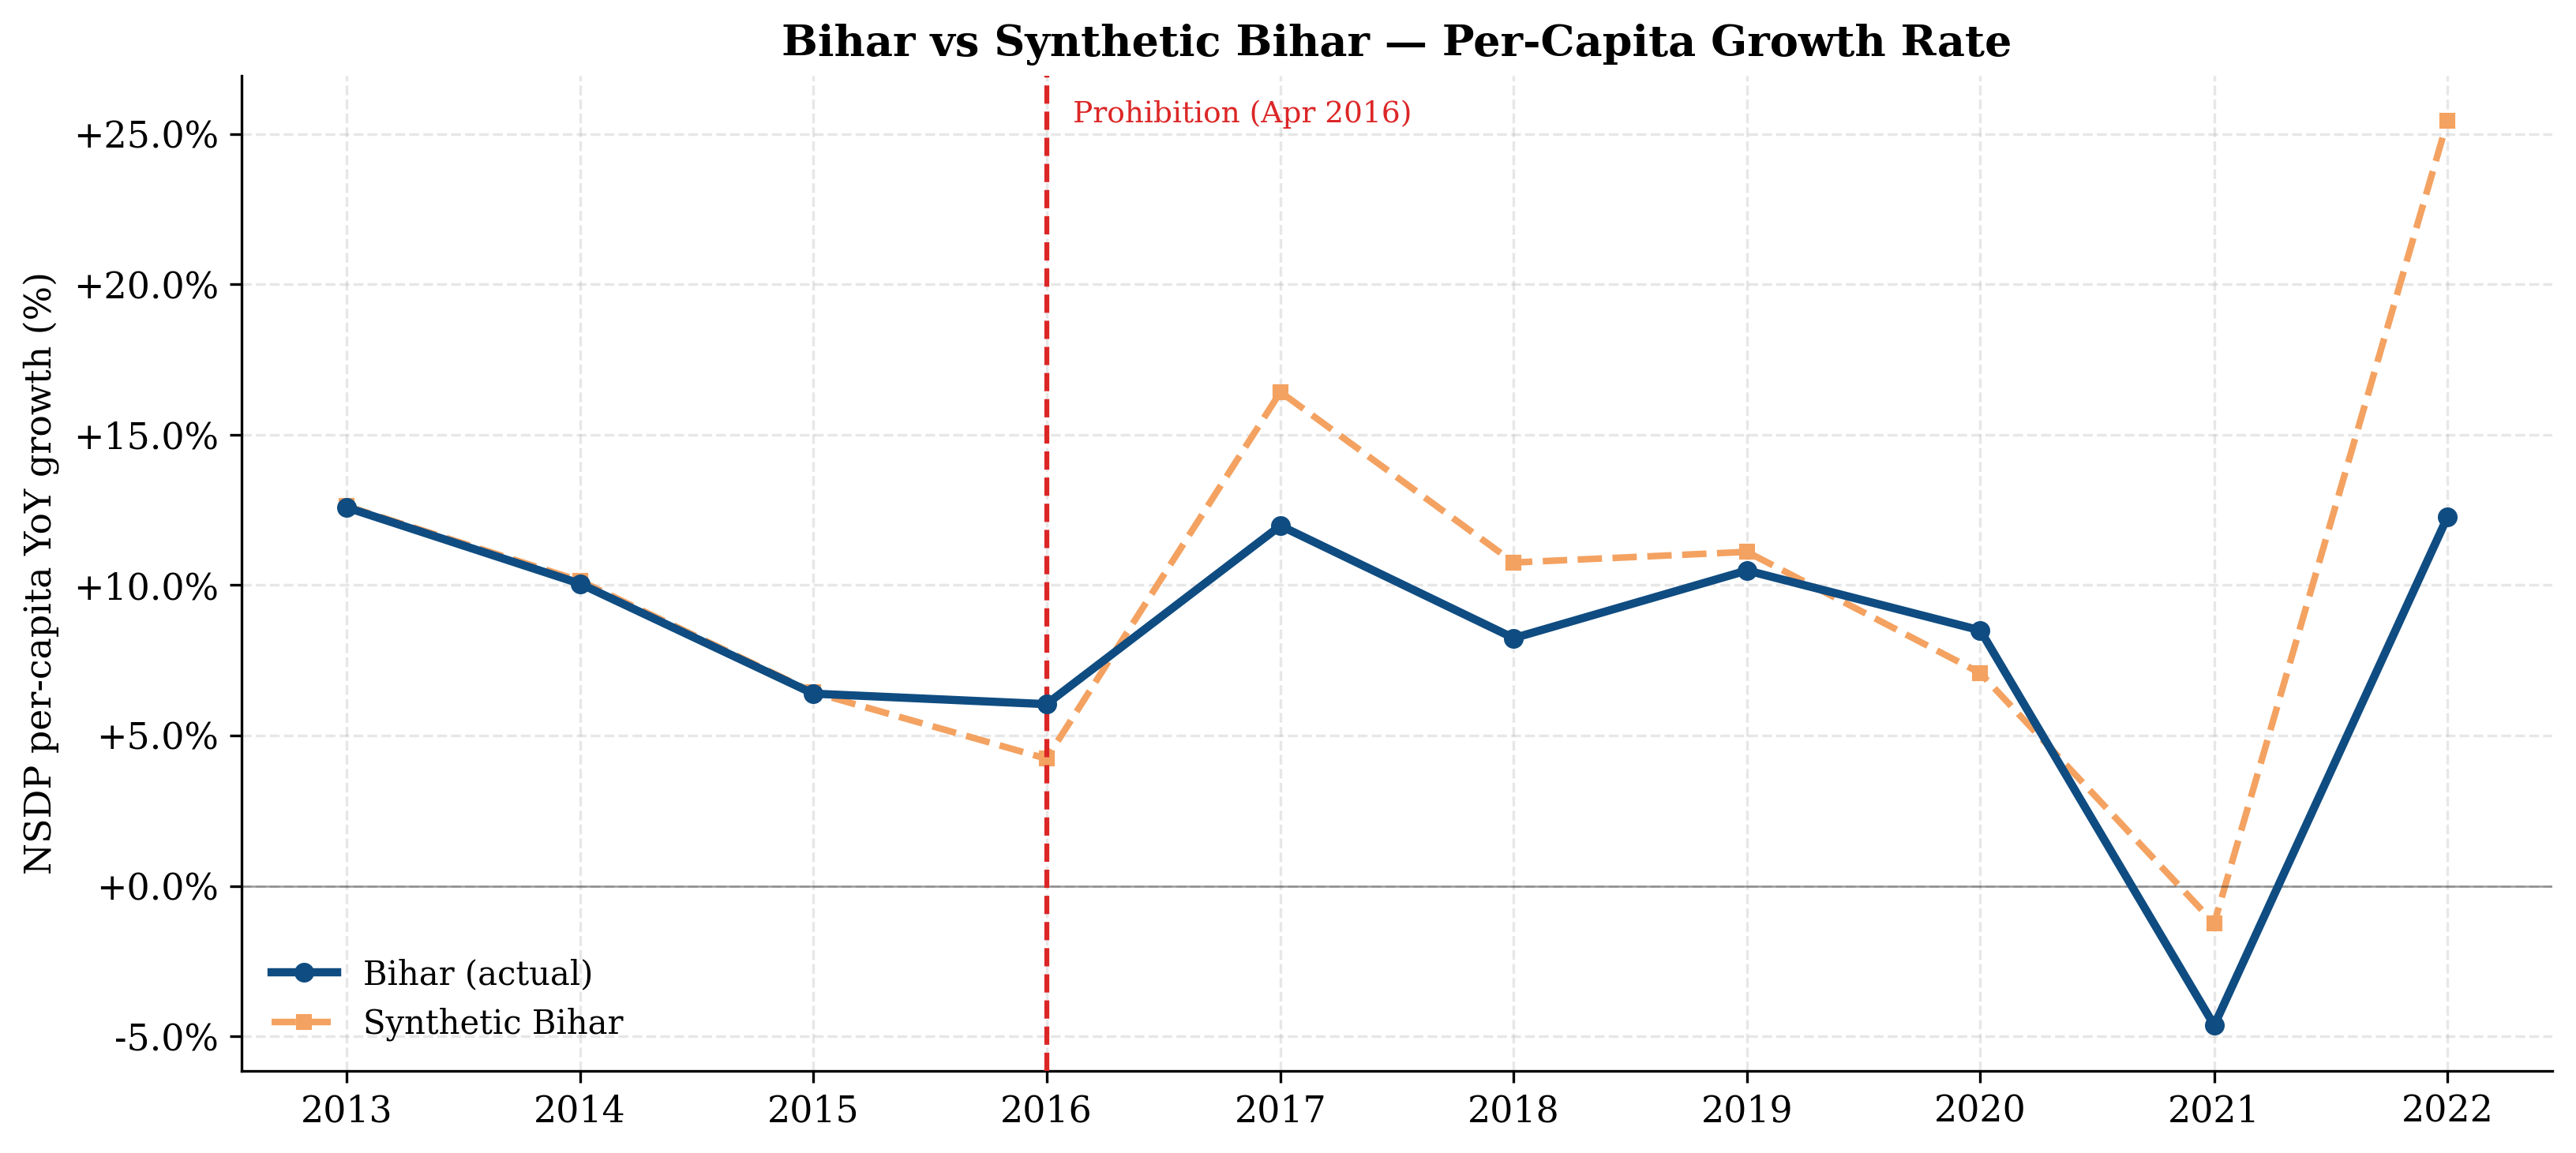 Bihar vs Synthetic Bihar — Per-Capita Growth Rate
Prohibition (Apr 2016)
NSDP per-capita YoY growth (%)
+25.0%
+20.0%
+15.0%
+10.0%
+5.0%
+0.0%
-5.0%
Bihar (actual)
Synthetic Bihar
2013 2014 2015 2016 2017 2018 2019 2020 2021 2022